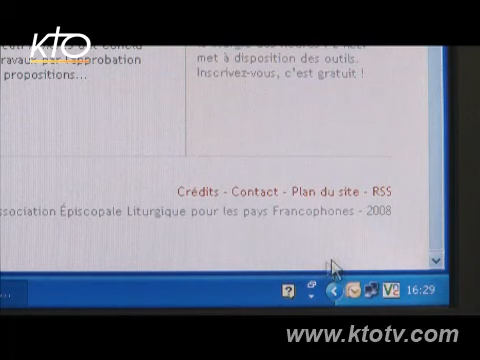 kto
travaux par l'approbation
propositions...
met à disposition des outils.
Inscrivez-vous, c'est gratuit !
Crédits - Contact - Plan du site - RSS
ssociation Épiscopale Liturgique pour les pays Francophones - 2008
16:29
www.ktotv.com